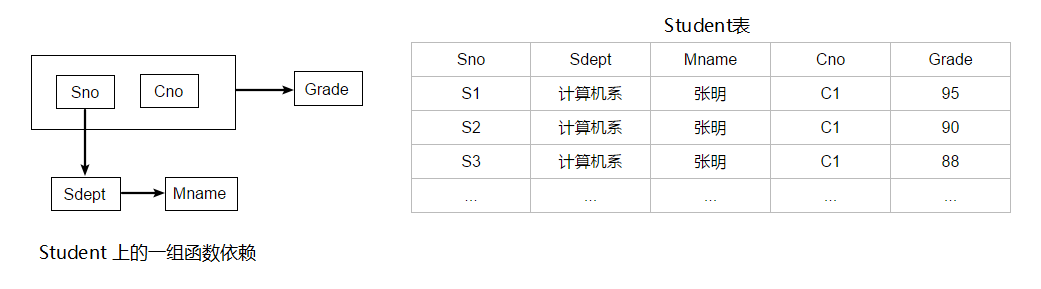 Sno
Cno
Grade
Sdept
Mname
Student 上的一组函数依赖
Student表
Sno Sdept Mname Cno Grade
S1 计算机系 张明 C1 95
S2 计算机系 张明 C1 90
S3 计算机系 张明 C1 88
... ... ... ... ...